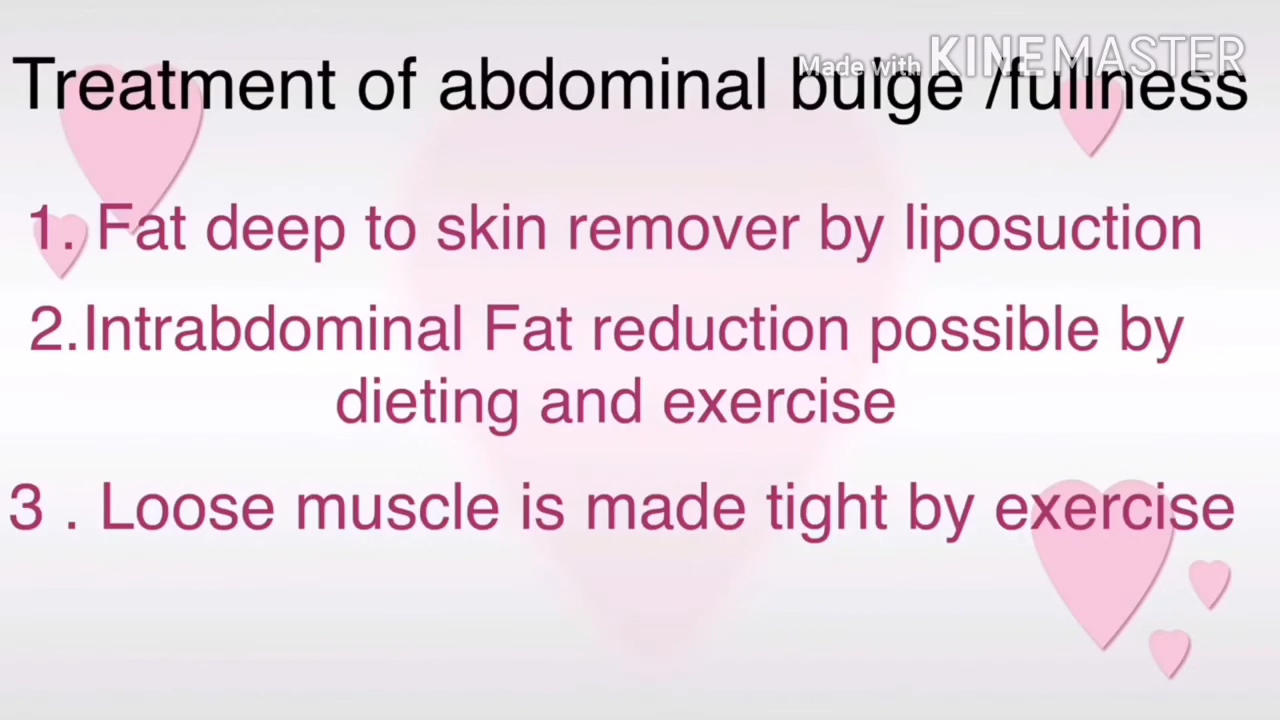 Made with KINEMASTER
Treatment of abdominal bulge /fullness
1. Fat deep to skin remover by liposuction
2.Intrabdominal Fat reduction possible by
dieting and exercise
3 . Loose muscle is made tight by exercise